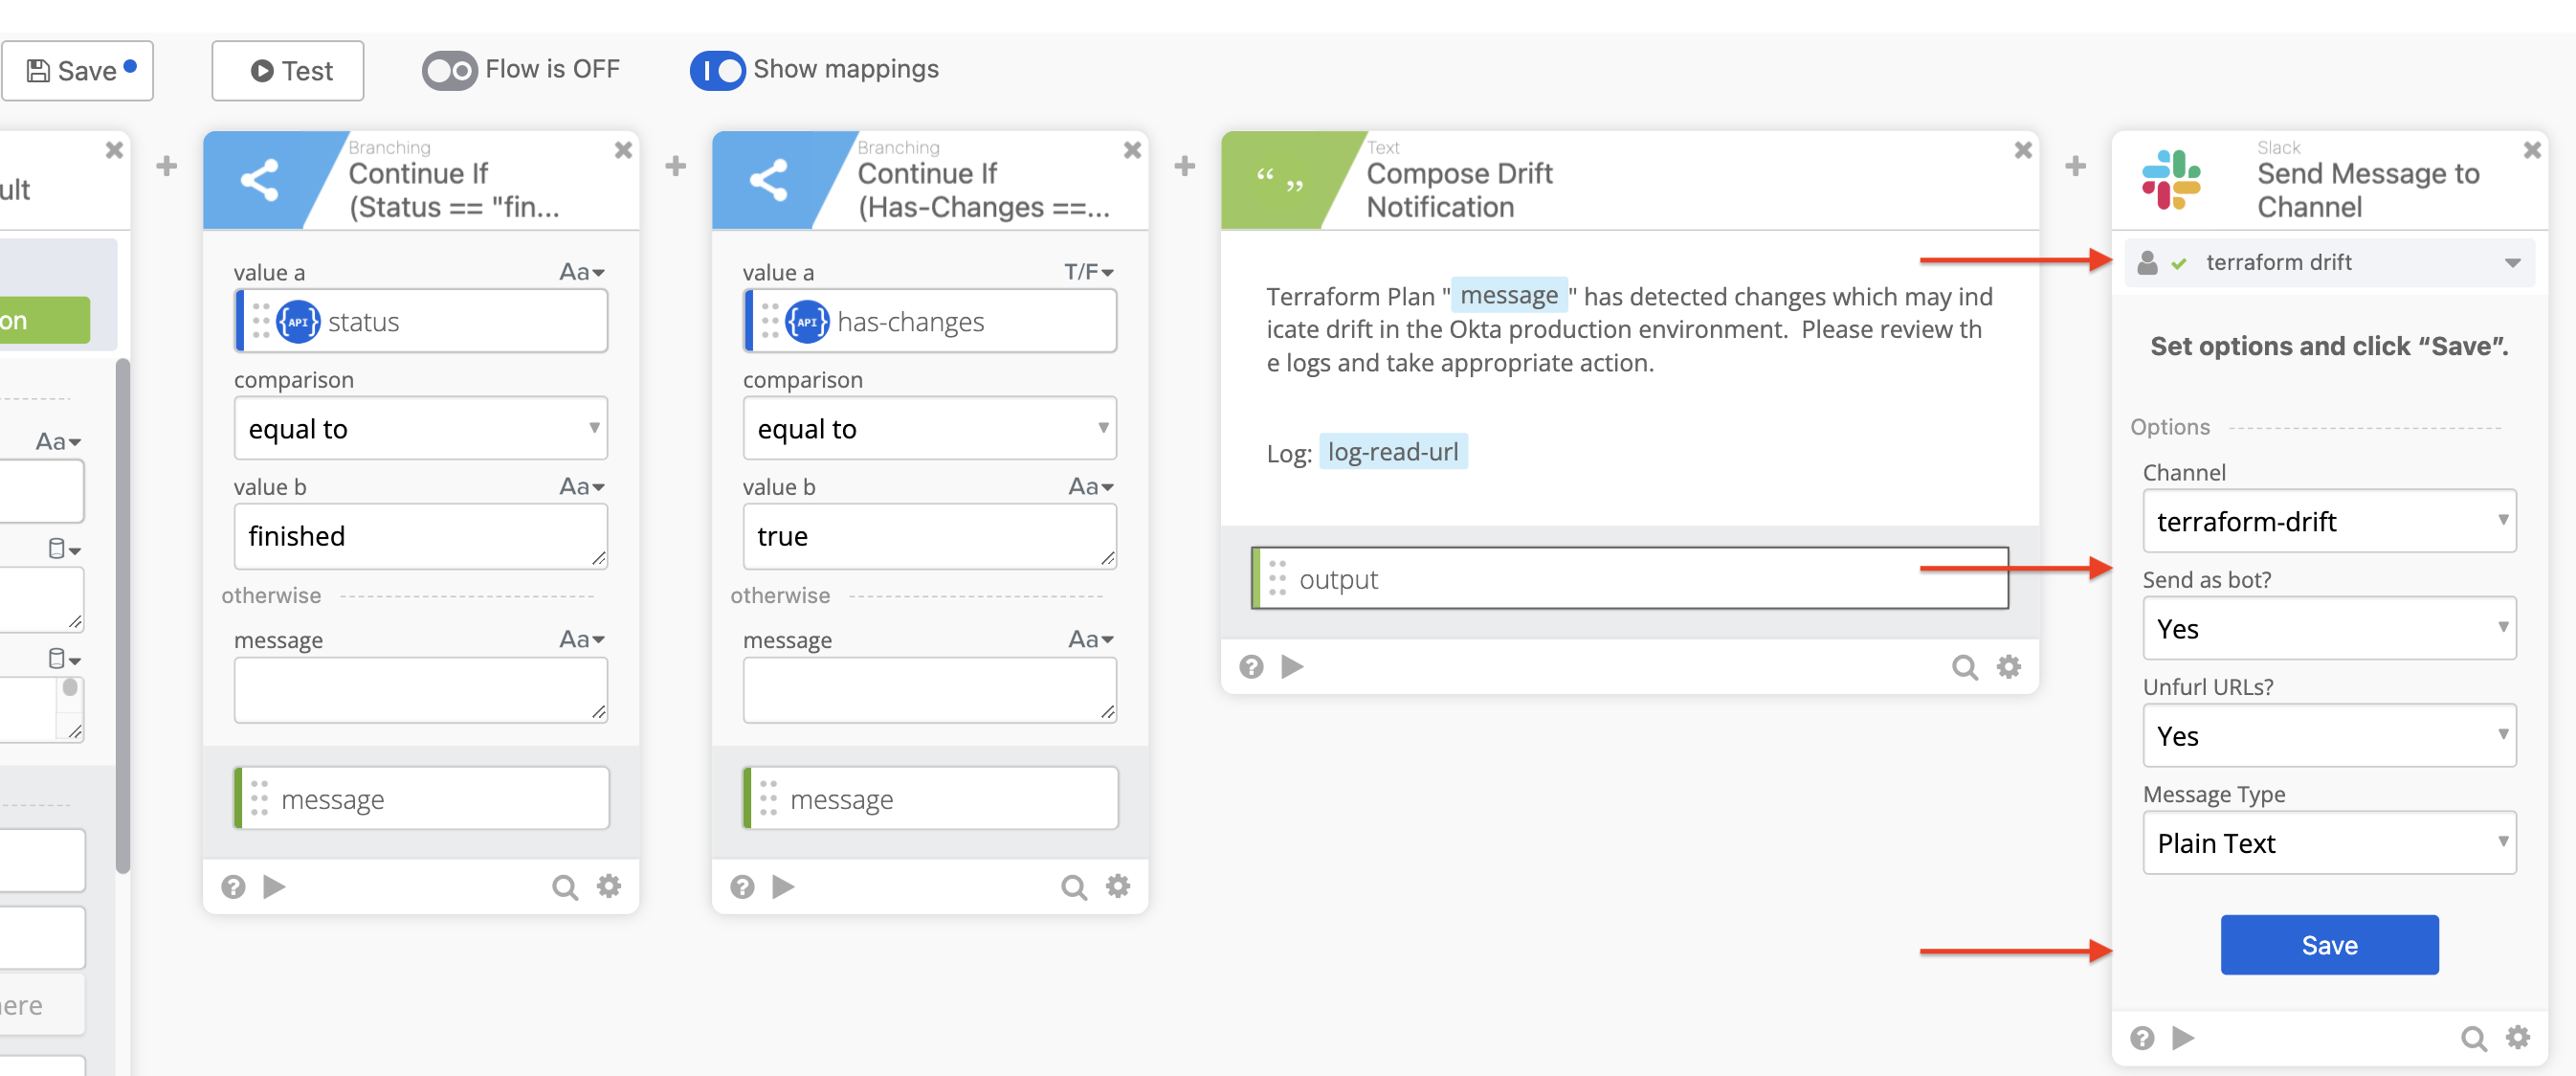 Save
Test
Flow is OFF
Show mappings
ult
on
Aa
ere
Branching
Continue If
(Status == "fin...
value a
Aa
{API}
status
comparison
equal to
value b
Aa
finished
otherwise
message
Aa
message
Branching
Continue If
(Has-Changes ==...
value a
T/F
{API}
has-changes
comparison
equal to
value b
Aa
true
otherwise
message
Aa
message
“ ”
Text
Compose Drift
Notification
Terraform Plan " message " has detected changes which may ind
icate drift in the Okta production environment.  Please review th
e logs and take appropriate action.
Log: log-read-url
output
Slack
Send Message to
Channel
terraform drift
Set options and click “Save”.
Options
Channel
terraform-drift
Send as bot?
Yes
Unfurl URLs?
Yes
Message Type
Plain Text
Save